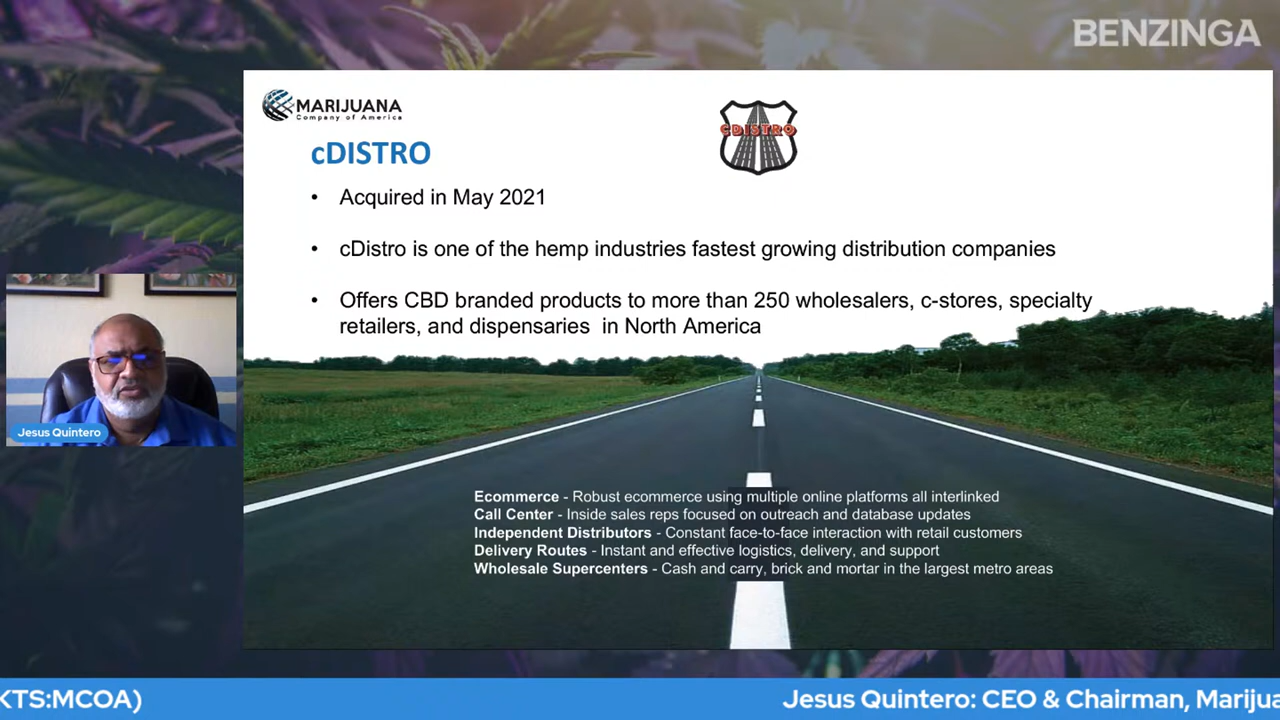 BENZINGA
MARIJUANA
Company of America
CDISTRO
cDISTRO
• Acquired in May 2021
• cDistro is one of the hemp industries fastest growing distribution companies
• Offers CBD branded products to more than 250 wholesalers, c-stores, specialty
retailers, and dispensaries in North America
Jesus Quintero
Ecommerce - Robust ecommerce using multiple online platforms all interlinked
Call Center - Inside sales reps focused on outreach and database updates
Independent Distributors - Constant face-to-face interaction with retail customers
Delivery Routes - Instant and effective logistics, delivery, and support
Wholesale Supercenters - Cash and carry, brick and mortar in the largest metro areas
KTS:MCOA) Jesus Quintero: CEO & Chairman, Marijua